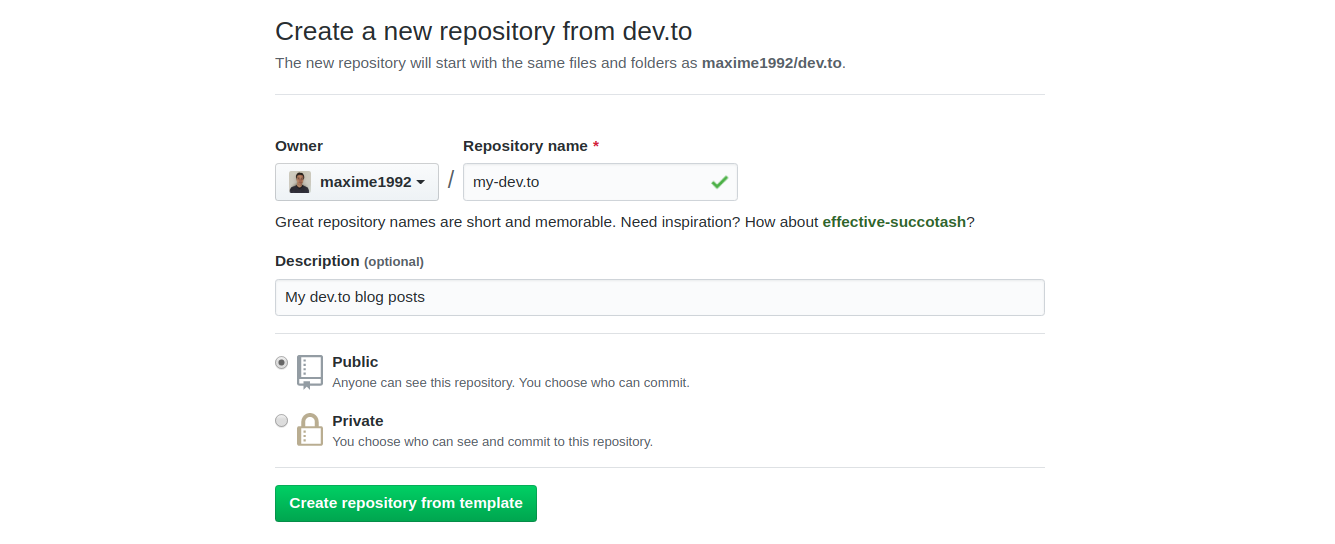 Create a new repository from dev.to
The new repository will start with the same files and folders as maxime1992/dev.to.
Owner
Repository name *
maxime1992 / my-dev.to
Great repository names are short and memorable. Need inspiration? How about effective-succotash?
Description (optional)
My dev.to blog posts
Public
Anyone can see this repository. You choose who can commit.
Private
You choose who can see and commit to this repository.
Create repository from template